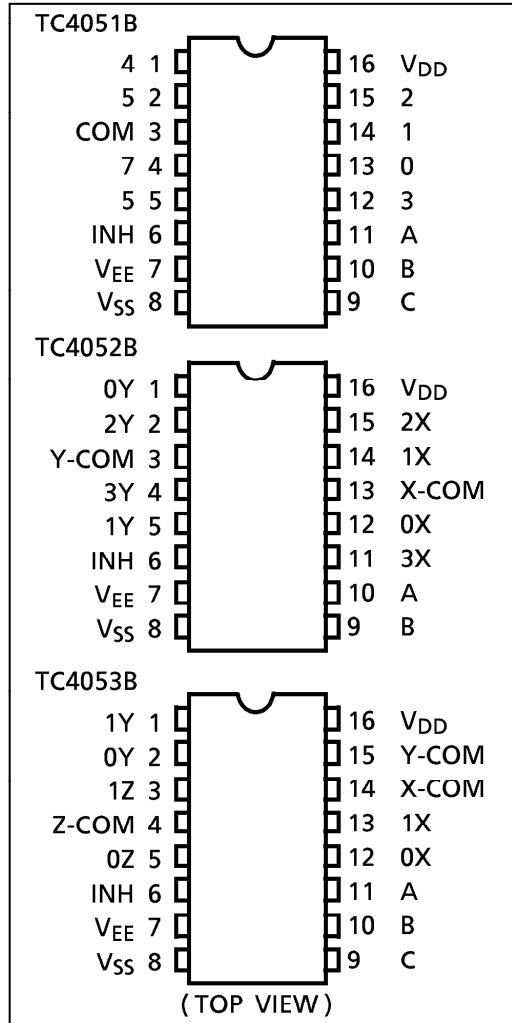 TC4051B
4 1 16 VDD
5 2 15 2
COM 3 14 1
7 4 13 0
5 5 12 3
INH 6 11 A
VEE 7 10 B
VSS 8 9 C
TC4052B
0Y 1 16 VDD
2Y 2 15 2X
Y-COM 3 14 1X
3Y 4 13 X-COM
1Y 5 12 0X
INH 6 11 3X
VEE 7 10 A
VSS 8 9 B
TC4053B
1Y 1 16 VDD
0Y 2 15 Y-COM
1Z 3 14 X-COM
Z-COM 4 13 1X
0Z 5 12 0X
INH 6 11 A
VEE 7 10 B
VSS 8 9 C
(TOP VIEW)